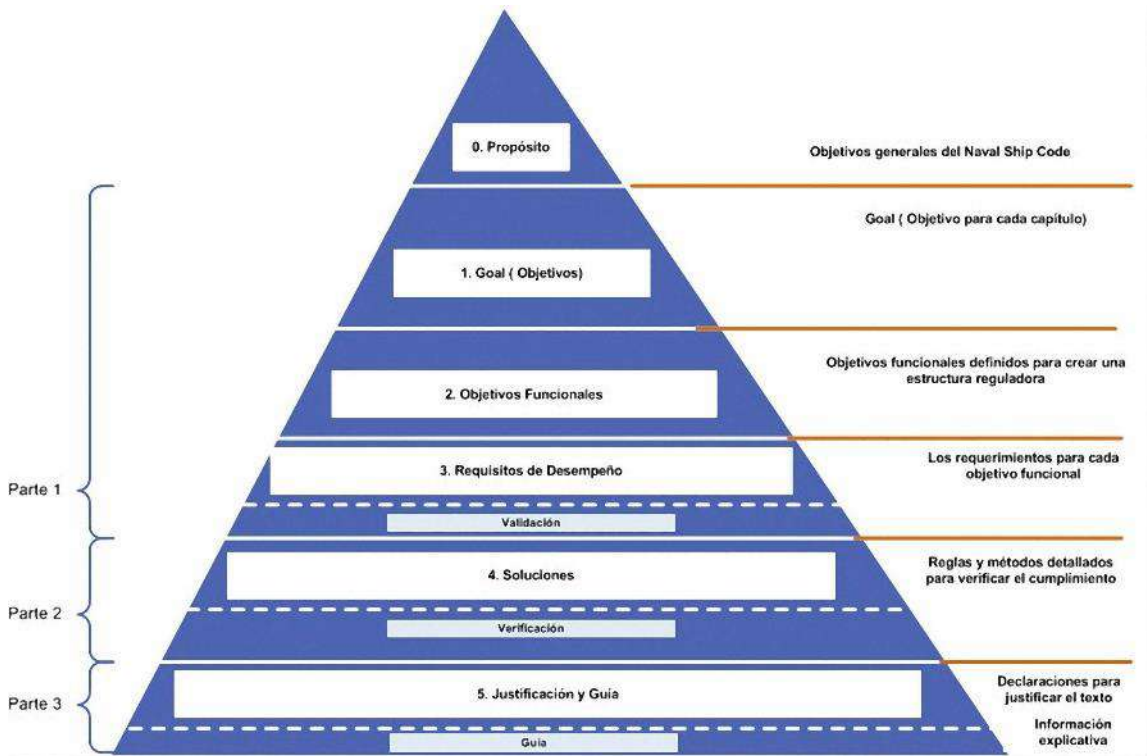 0. Propósito
Objetivos generales del Naval Ship Code
Goal ( Objetivo para cada capítulo)
1. Goal ( Objetivos)
Objetivos funcionales definidos para crear una
estructura reguladora
2. Objetivos Funcionales
Los requerimientos para cada
objetivo funcional
3. Requisitos de Desempeño
Parte 1
Validación
Reglas y métodos detallados
para verificar el cumplimiento
4. Soluciones
Parte 2
Verificación
Declaraciones para
justificar el texto
5. Justificación y Guía
Parte 3
Información
explicativa
Guía